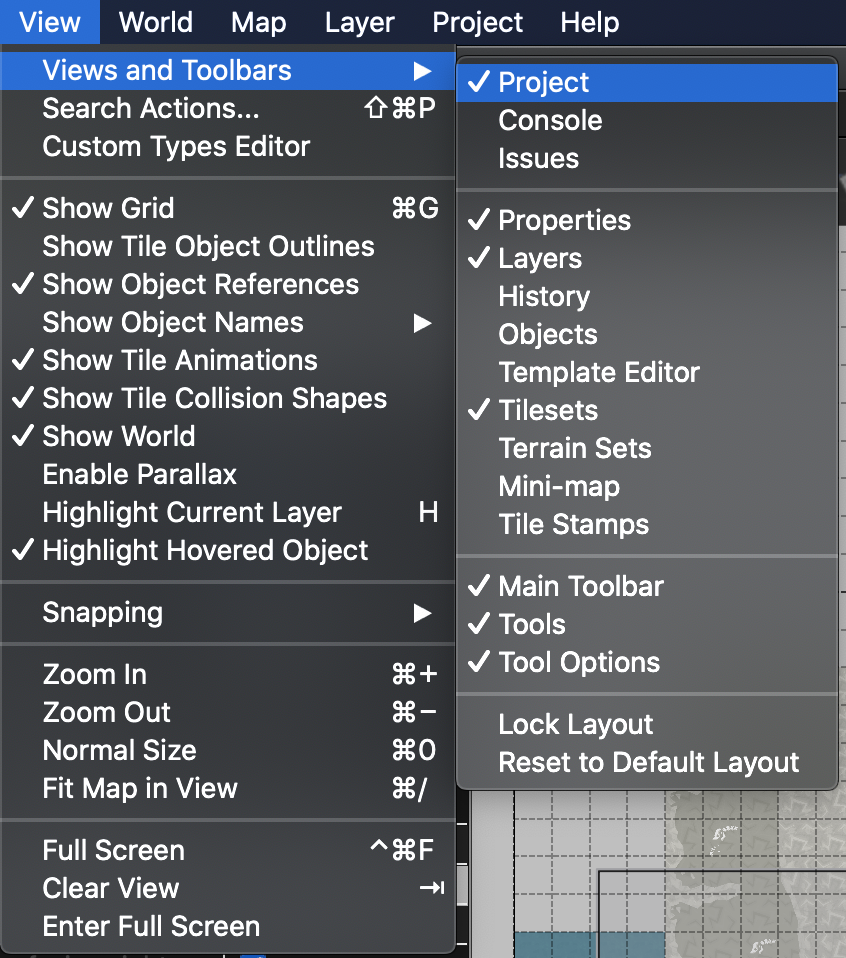 View World Map Layer Project Help
Views and Toolbars ▶
Search Actions... ⇧⌘P
Custom Types Editor
✓ Show Grid ⌘G
Show Tile Object Outlines
✓ Show Object References
Show Object Names ▶
✓ Show Tile Animations
✓ Show Tile Collision Shapes
✓ Show World
Enable Parallax
Highlight Current Layer H
✓ Highlight Hovered Object
Snapping ▶
Zoom In ⌘+
Zoom Out ⌘−
Normal Size ⌘0
Fit Map in View ⌘/
Full Screen ^⌘F
Clear View ⇥
Enter Full Screen
✓ Project
Console
Issues
✓ Properties
✓ Layers
History
Objects
Template Editor
✓ Tilesets
Terrain Sets
Mini-map
Tile Stamps
✓ Main Toolbar
✓ Tools
✓ Tool Options
Lock Layout
Reset to Default Layout